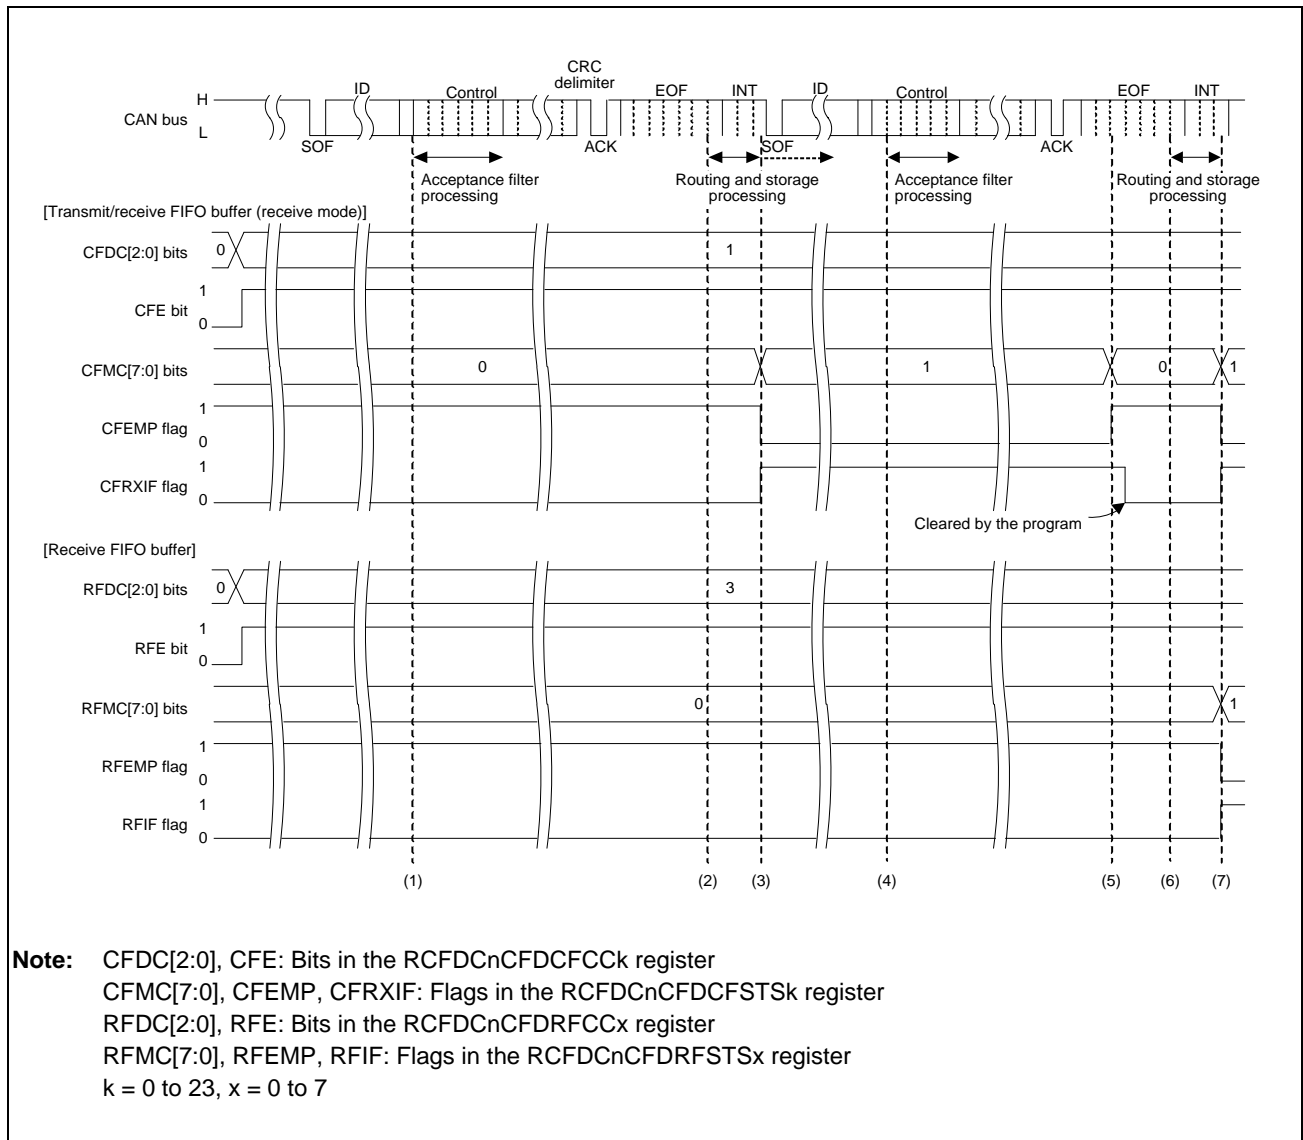 CRC
delimiter
ID Control EOF INT ID Control EOF INT
H
CAN bus
L
SOF ACK SOF ACK
Acceptance filter
processing
Routing and storage
processing
Acceptance filter
processing
Routing and storage
processing
[Transmit/receive FIFO buffer (receive mode)]
CFDC[2:0] bits 0 1
CFE bit 1 0
CFMC[7:0] bits 0 1 0 1
CFEMP flag 1 0
CFRXIF flag 1 0
Cleared by the program
[Receive FIFO buffer]
RFDC[2:0] bits 0 3
RFE bit 1 0
RFMC[7:0] bits 0 1
RFEMP flag 1 0
RFIF flag 1 0
(1) (2) (3) (4) (5) (6) (7)
Note: CFDC[2:0], CFE: Bits in the RCFDCnCFDCFCCk register
CFMC[7:0], CFEMP, CFRXIF: Flags in the RCFDCnCFDCFSTSk register
RFDC[2:0], RFE: Bits in the RCFDCnCFDRFCCx register
RFMC[7:0], RFEMP, RFIF: Flags in the RCFDCnCFDRFSTSx register
k = 0 to 23, x = 0 to 7